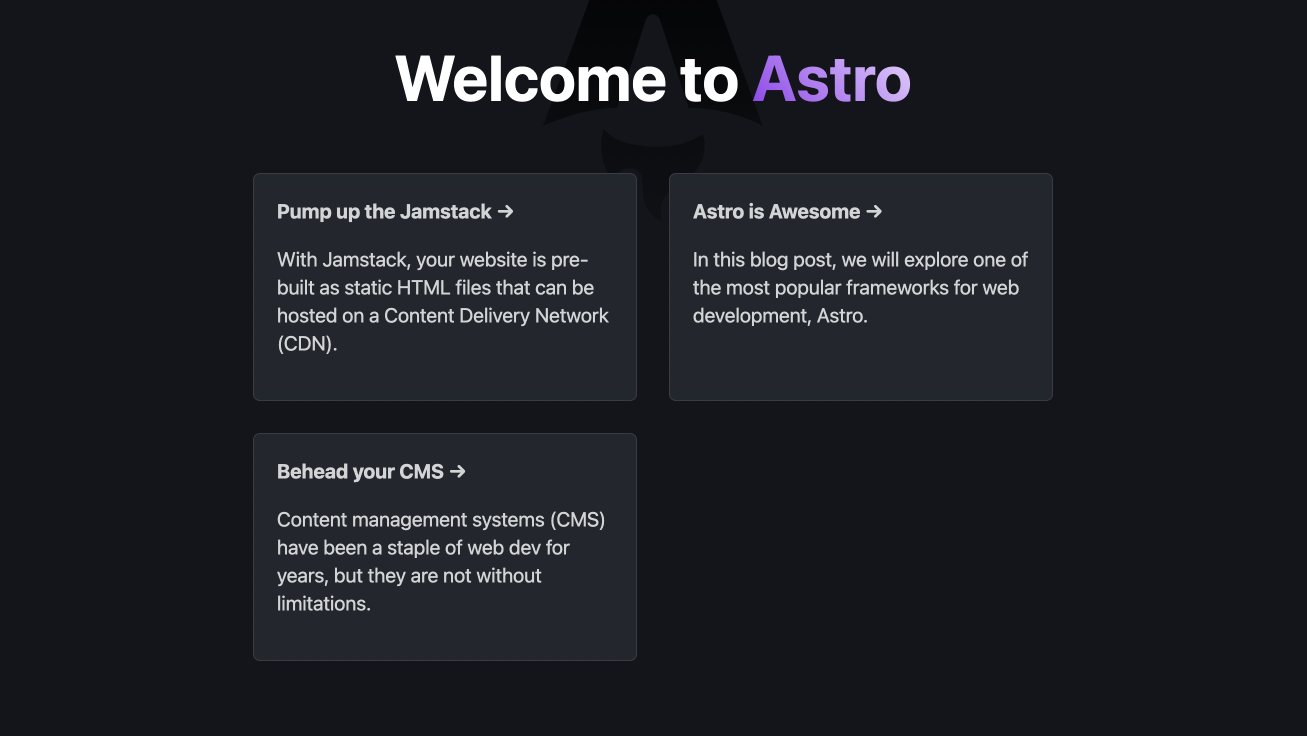 Welcome to Astro
Pump up the Jamstack →
With Jamstack, your website is pre-
built as static HTML files that can be
hosted on a Content Delivery Network
(CDN).
Astro is Awesome →
In this blog post, we will explore one of
the most popular frameworks for web
development, Astro.
Behead your CMS →
Content management systems (CMS)
have been a staple of web dev for
years, but they are not without
limitations.